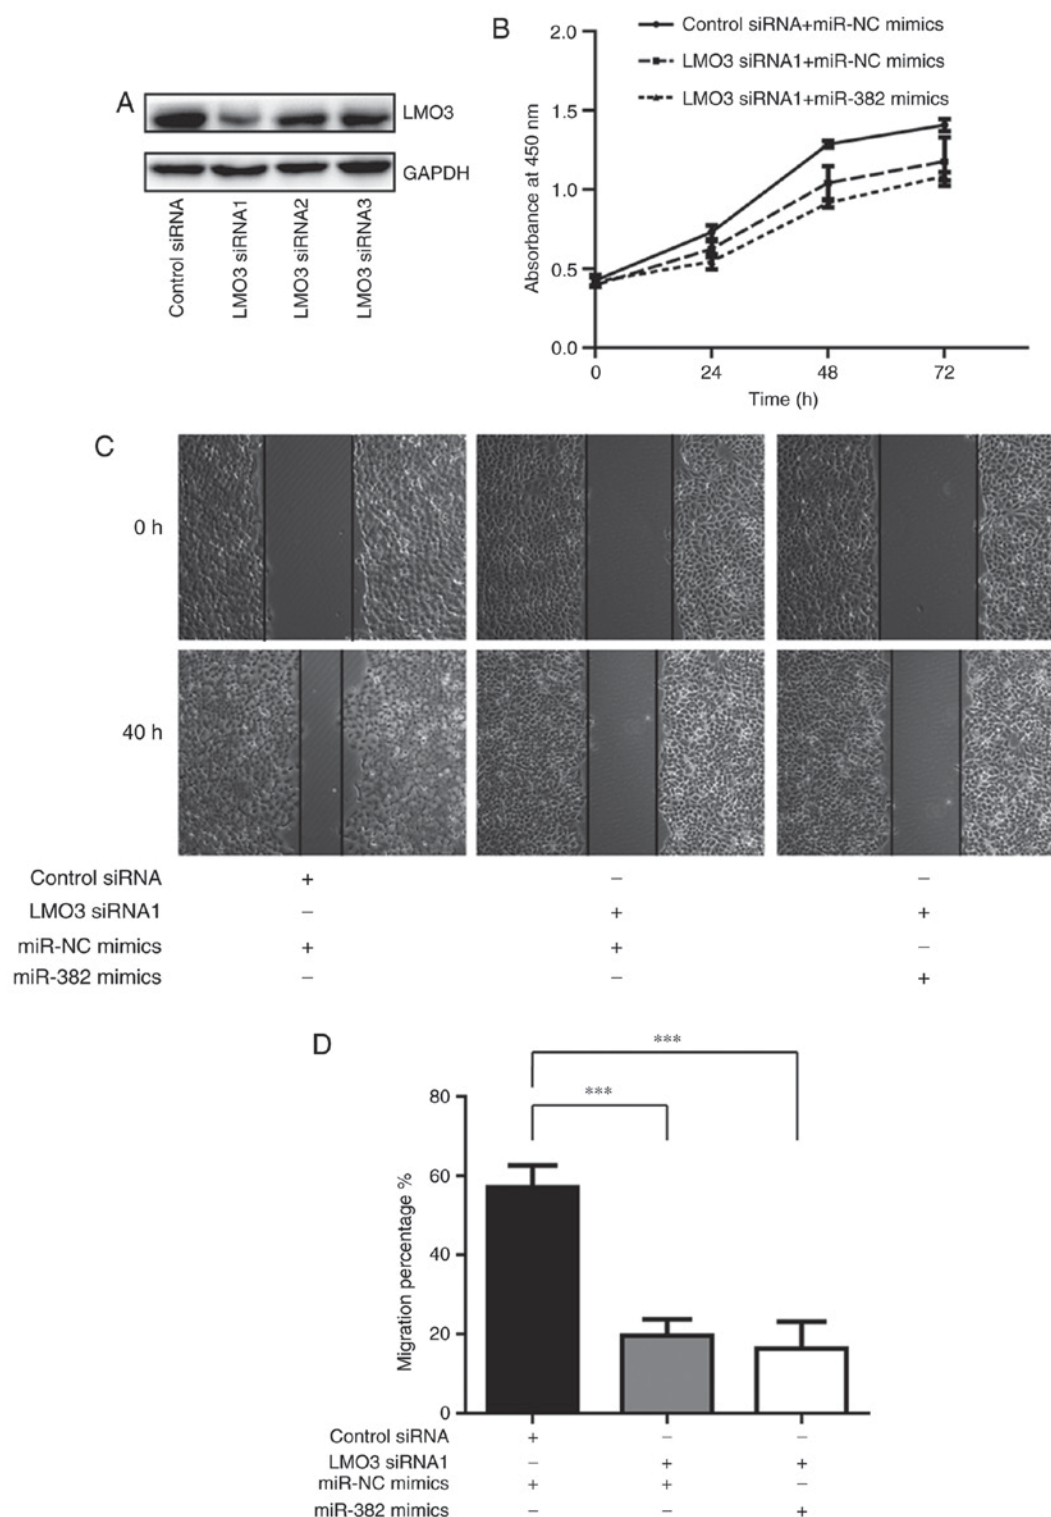 A
LMO3
GAPDH
Control siRNA
LMO3 siRNA1
LMO3 siRNA2
LMO3 siRNA3
B
Control siRNA+miR-NC mimics
LMO3 siRNA1+miR-NC mimics
LMO3 siRNA1+miR-382 mimics
Absorbance at 450 nm
2.0
1.5
1.0
0.5
0.0
0 24 48 72
Time (h)
C
0 h
40 h
Control siRNA + – –
LMO3 siRNA1 – + +
miR-NC mimics + + –
miR-382 mimics – – +
D
***
***
Migration percentage %
80
60
40
20
0
Control siRNA + – –
LMO3 siRNA1 – + +
miR-NC mimics + + –
miR-382 mimics – – +